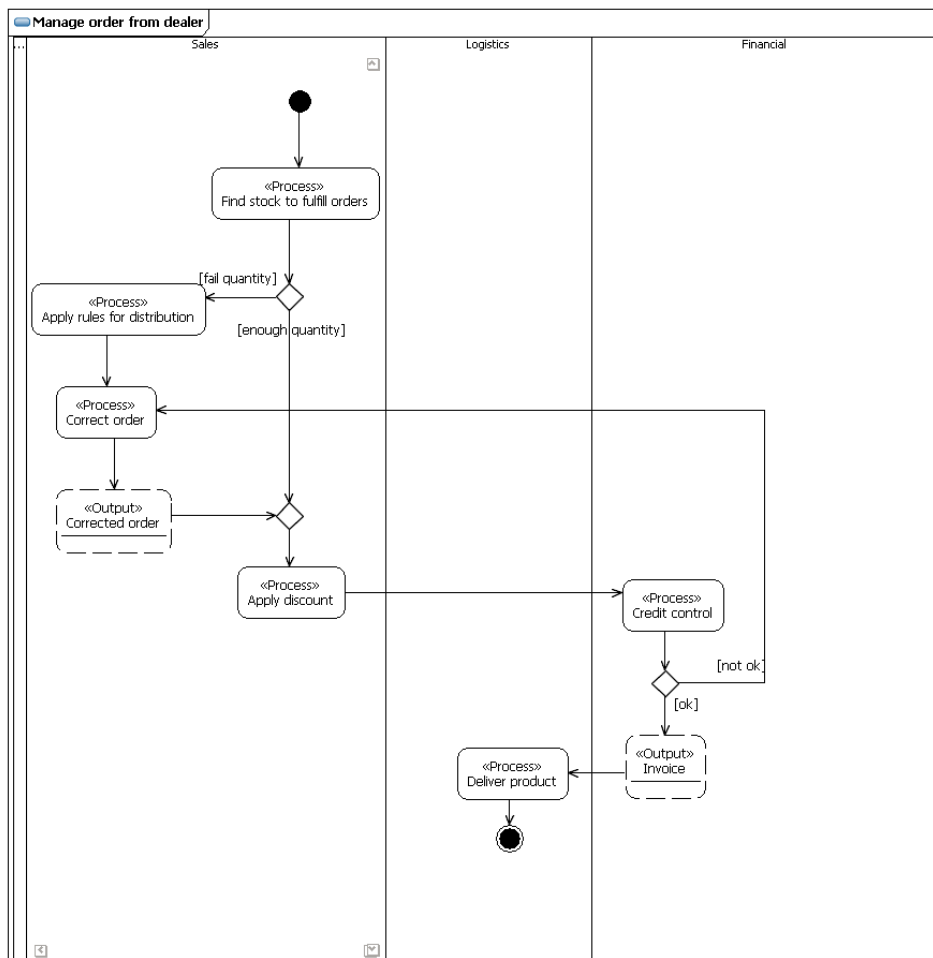 Manage order from dealer
...
Sales
Logistics
Financial
«Process»
Find stock to fulfill orders
[fail quantity]
«Process»
Apply rules for distribution
[enough quantity]
«Process»
Correct order
«Output»
Corrected order
«Process»
Apply discount
«Process»
Credit control
[not ok]
[ok]
«Output»
Invoice
«Process»
Deliver product